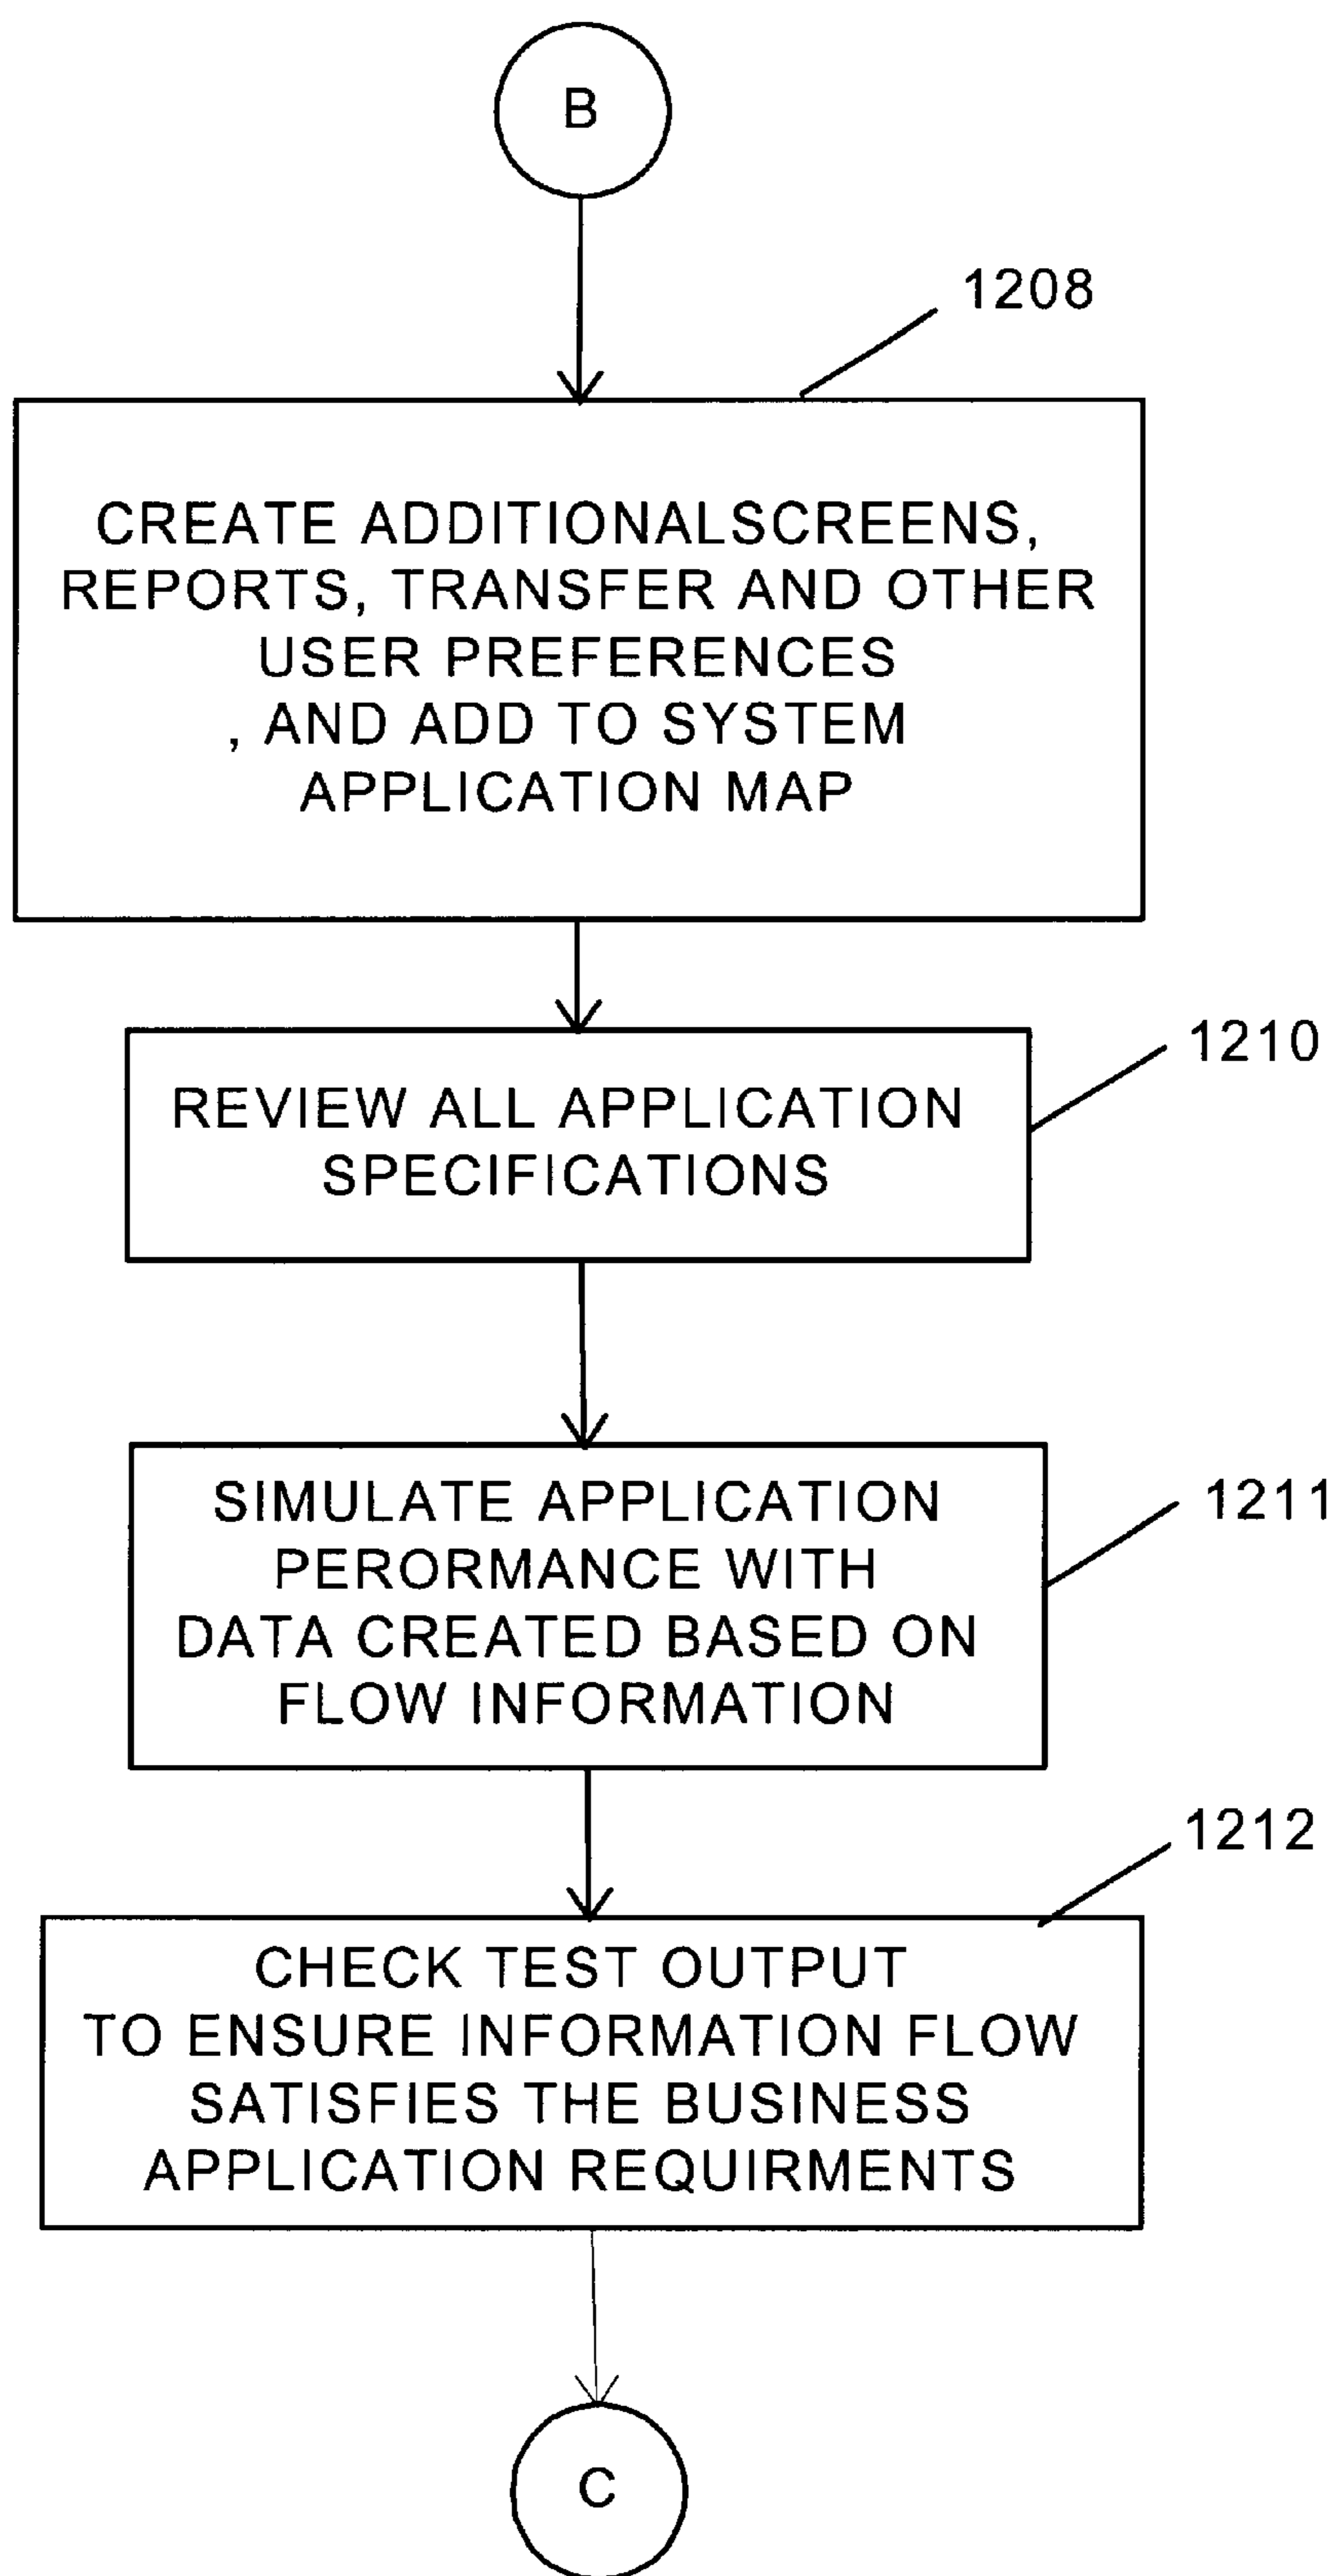 B
1208
CREATE ADDITIONALSCREENS,
REPORTS, TRANSFER AND OTHER
USER PREFERENCES
, AND ADD TO SYSTEM
APPLICATION MAP
1210
REVIEW ALL APPLICATION
SPECIFICATIONS
1211
SIMULATE APPLICATION
PERORMANCE WITH
DATA CREATED BASED ON
FLOW INFORMATION
1212
CHECK TEST OUTPUT
TO ENSURE INFORMATION FLOW
SATISFIES THE BUSINESS
APPLICATION REQUIRMENTS
C